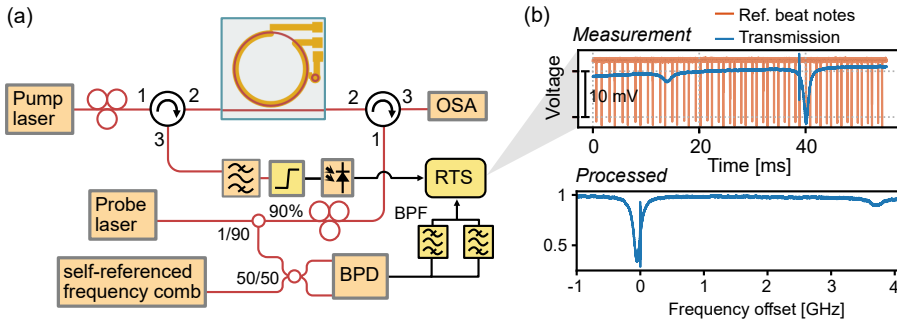 (a)
Pump
laser
1
2
3
2
3
1
OSA
RTS
Probe
laser
90%
1/90
BPF
self-referenced
frequency comb
50/50
BPD
(b)
Ref. beat notes
Transmission
Measurement
Voltage
10 mV
0
20
40
Time [ms]
Processed
1
0.5
-1
0
1
2
3
4
Frequency offset [GHz]